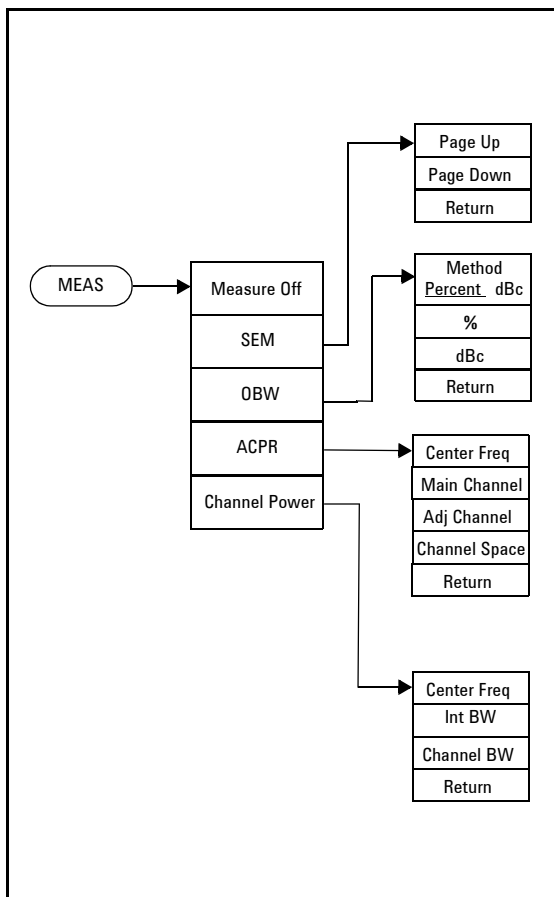 MEAS
Measure Off
SEM
OBW
ACPR
Channel Power
Page Up
Page Down
Return
Method
Percent dBc
%
dBc
Return
Center Freq
Main Channel
Adj Channel
Channel Space
Return
Center Freq
Int BW
Channel BW
Return